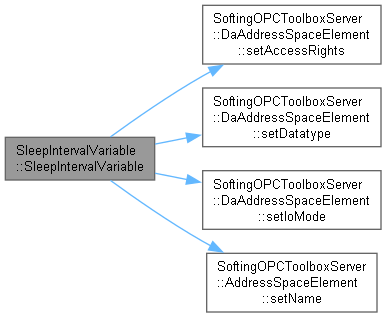 SoftingOPCToolboxServer
::DaAddressSpaceElement
::setAccessRights
SoftingOPCToolboxServer
::DaAddressSpaceElement
::setDatatype
SleepIntervalVariable
::SleepIntervalVariable
SoftingOPCToolboxServer
::DaAddressSpaceElement
::setIoMode
SoftingOPCToolboxServer
::AddressSpaceElement
::setName